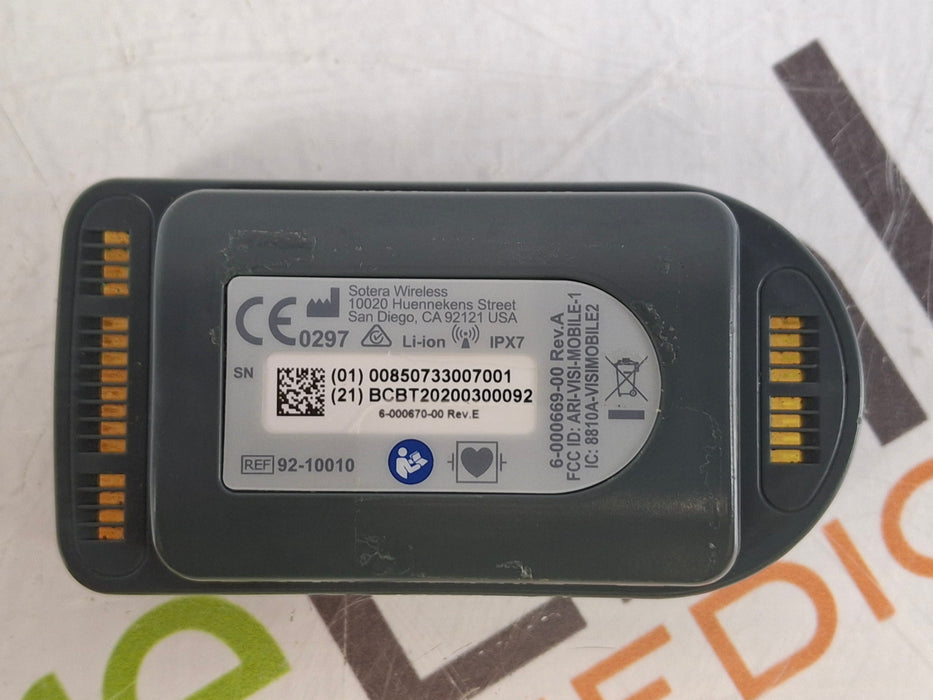 Sotera Wireless
10020 Huennekens Street
San Diego, CA 92121 USA
CE 0297 Li-ion IPX7
SN
(01) 00850733007001
(21) BCBT20200300092
6-000670-00 Rev.E
REF 92-10010
6-000669-00 Rev.A
FCC ID: ARI-VISI-MOBILE-1
IC: 8810A-VISIMOBILE2
re
MEDIC